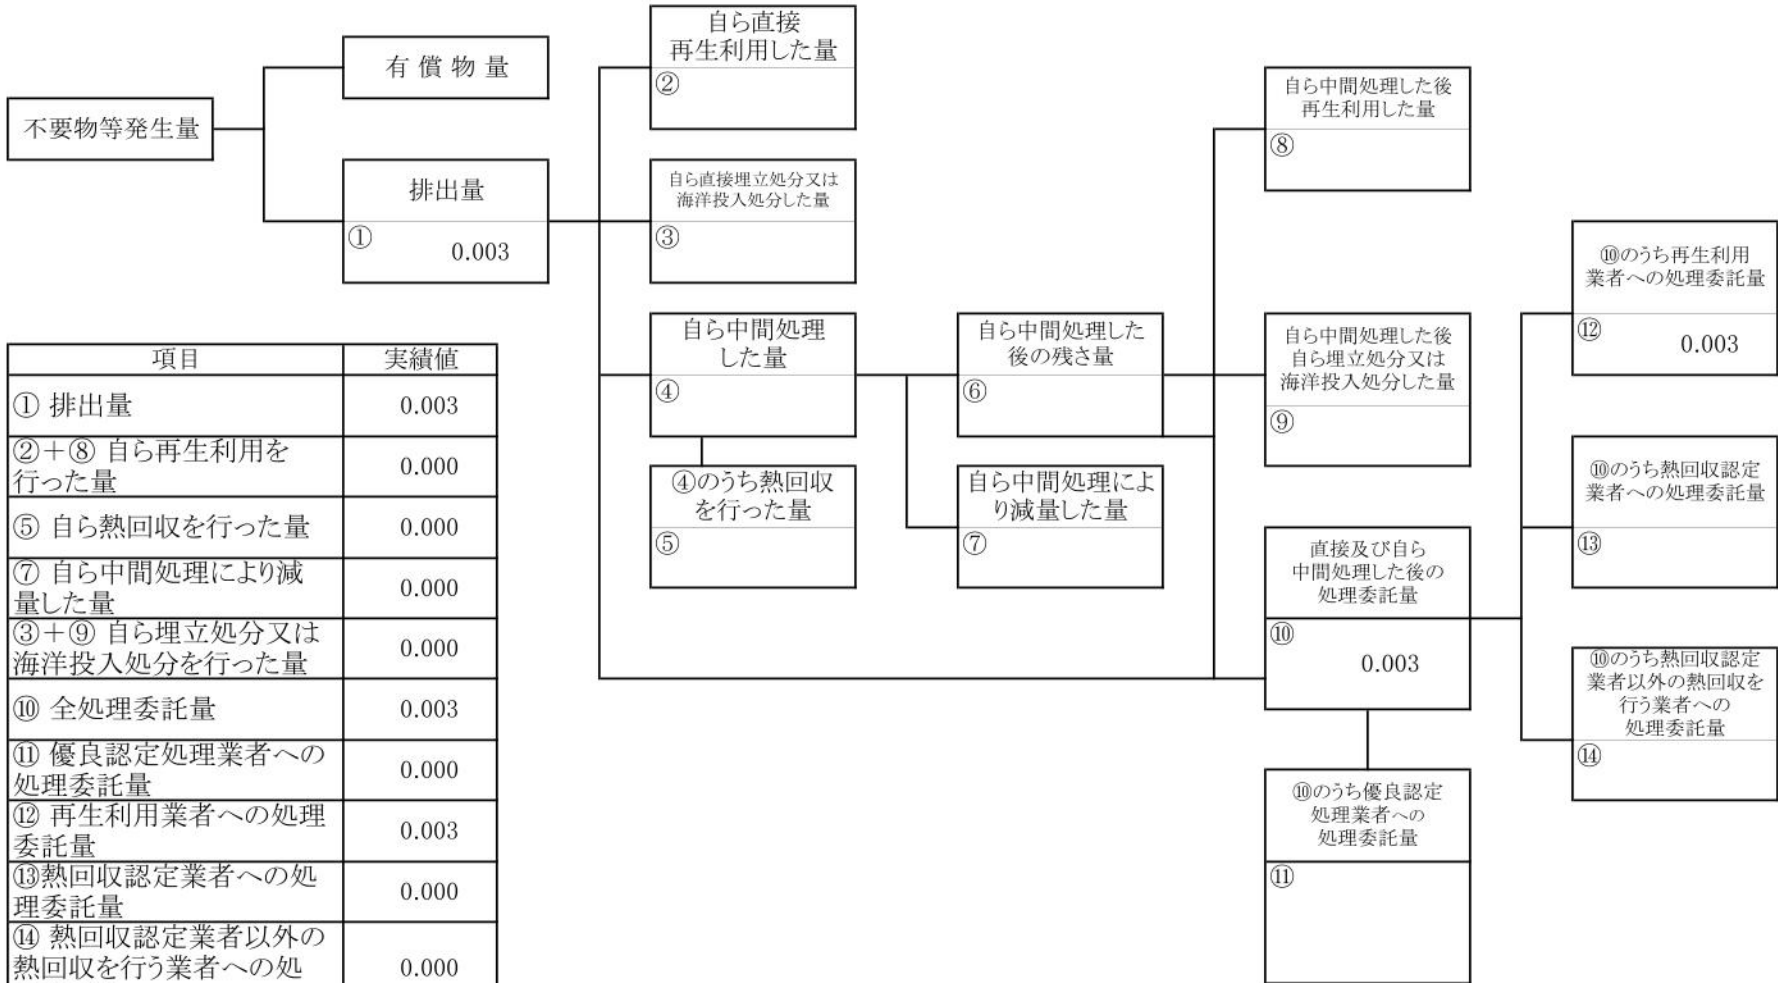 不要物等発生量
有 償 物 量
排出量
①
0.003
自ら直接
再生利用した量
②
自ら直接埋立処分又は
海洋投入処分した量
③
自ら中間処理
した量
④
④のうち熱回収
を行った量
⑤
自ら中間処理した
後の残さ量
⑥
自ら中間処理によ
り減量した量
⑦
自ら中間処理した後
再生利用した量
⑧
自ら中間処理した後
自ら埋立処分又は
海洋投入処分した量
⑨
直接及び自ら
中間処理した後の
処理委託量
⑩
0.003
⑩のうち優良認定
処理業者への
処理委託量
⑪
⑩のうち再生利用
業者への処理委託量
⑫
0.003
⑩のうち熱回収認定
業者への処理委託量
⑬
⑩のうち熱回収認定
業者以外の熱回収を
行う業者への
処理委託量
⑭
項目 実績値
① 排出量 0.003
②+⑧ 自ら再生利用を
行った量 0.000
⑤ 自ら熱回収を行った量 0.000
⑦ 自ら中間処理により減
量した量 0.000
③+⑨ 自ら埋立処分又は
海洋投入処分を行った量 0.000
⑩ 全処理委託量 0.003
⑪ 優良認定処理業者への
処理委託量 0.000
⑫ 再生利用業者への処理
委託量 0.003
⑬熱回収認定業者への処
理委託量 0.000
⑭ 熱回収認定業者以外の
熱回収を行う業者への処 0.000